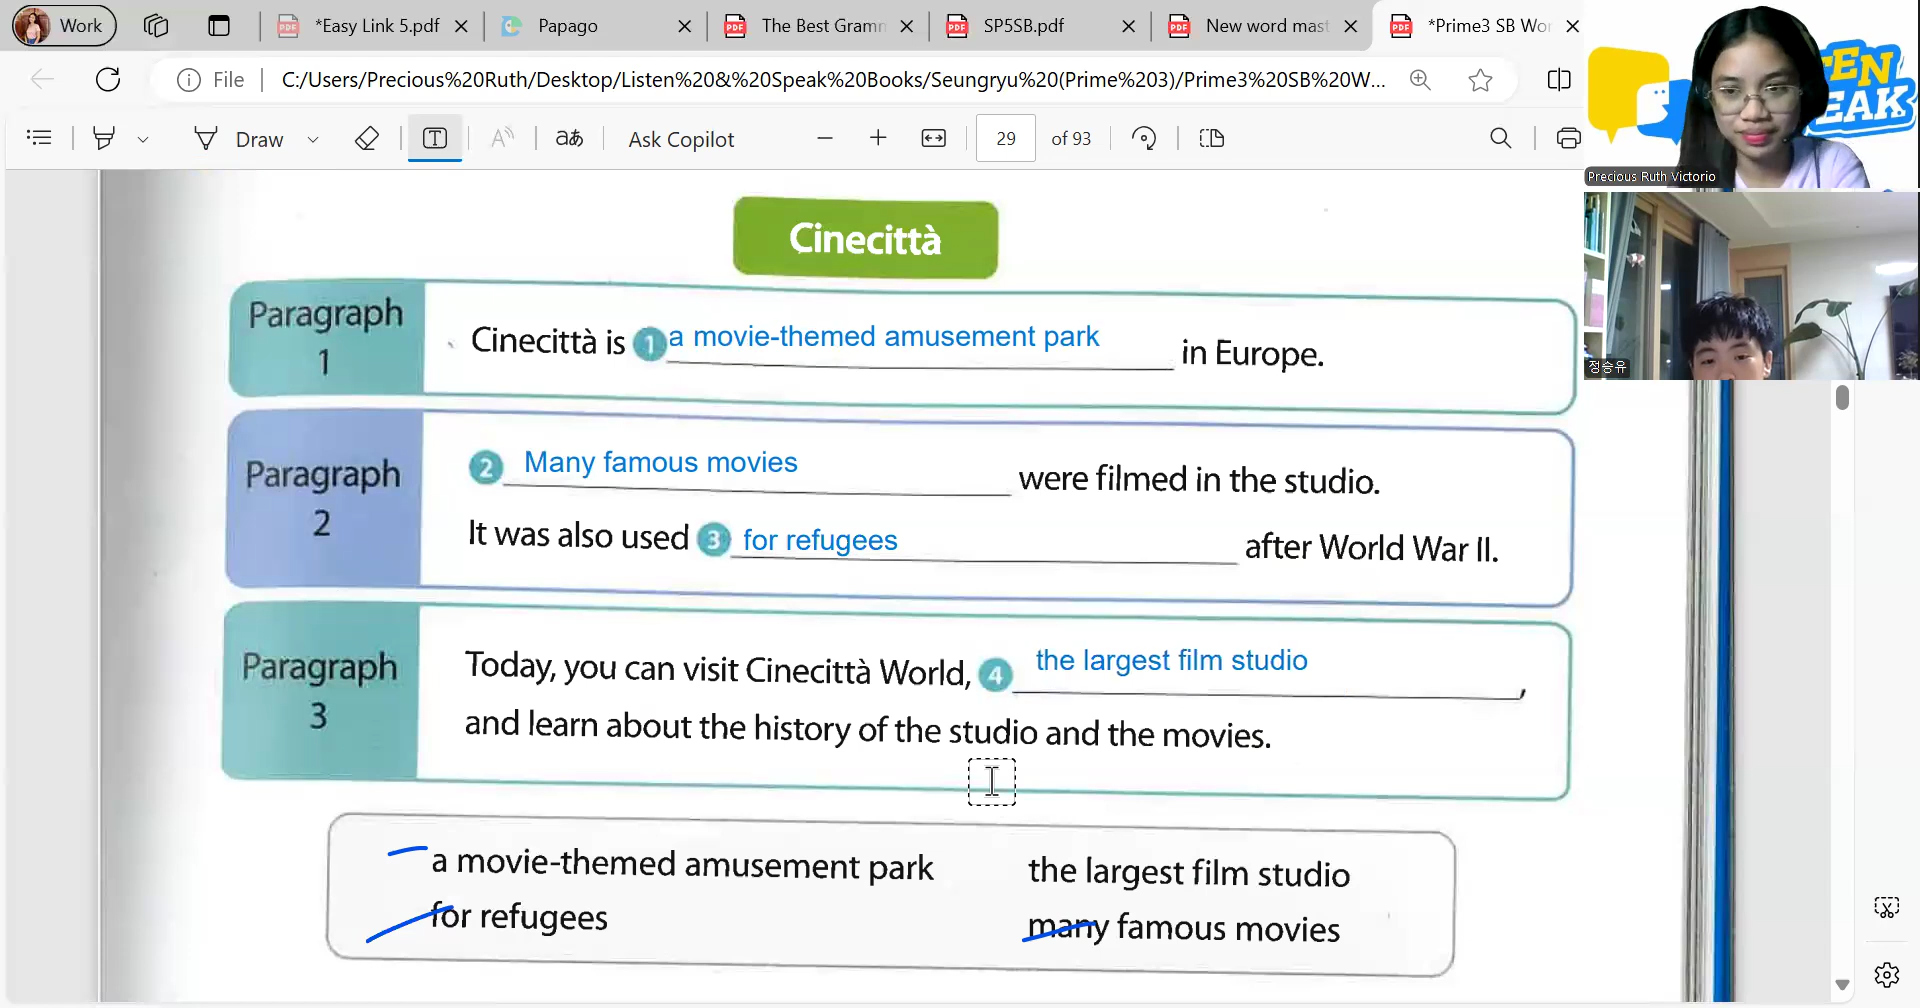 Work
*Easy Link 5.pdf
Papago
The Best Gramm
SP5SB.pdf
New word mast
*Prime3 SB Wor
File
C:/Users/Precious%20Ruth/Desktop/Listen%20&%20Speak%20Books/Seungryu%20(Prime%203)/Prime3%20SB%20W...
Draw
aあ
Ask Copilot
29
of 93
EN
EAK
Precious Ruth Victorio
정승유
Cinecittà
Paragraph
1
Cinecittà is 1 a movie-themed amusement park in Europe.
Paragraph
2
2 Many famous movies were filmed in the studio.
It was also used 3 for refugees after World War II.
Paragraph
3
Today, you can visit Cinecittà World, 4 the largest film studio,
and learn about the history of the studio and the movies.
a movie-themed amusement park
the largest film studio
for refugees
many famous movies